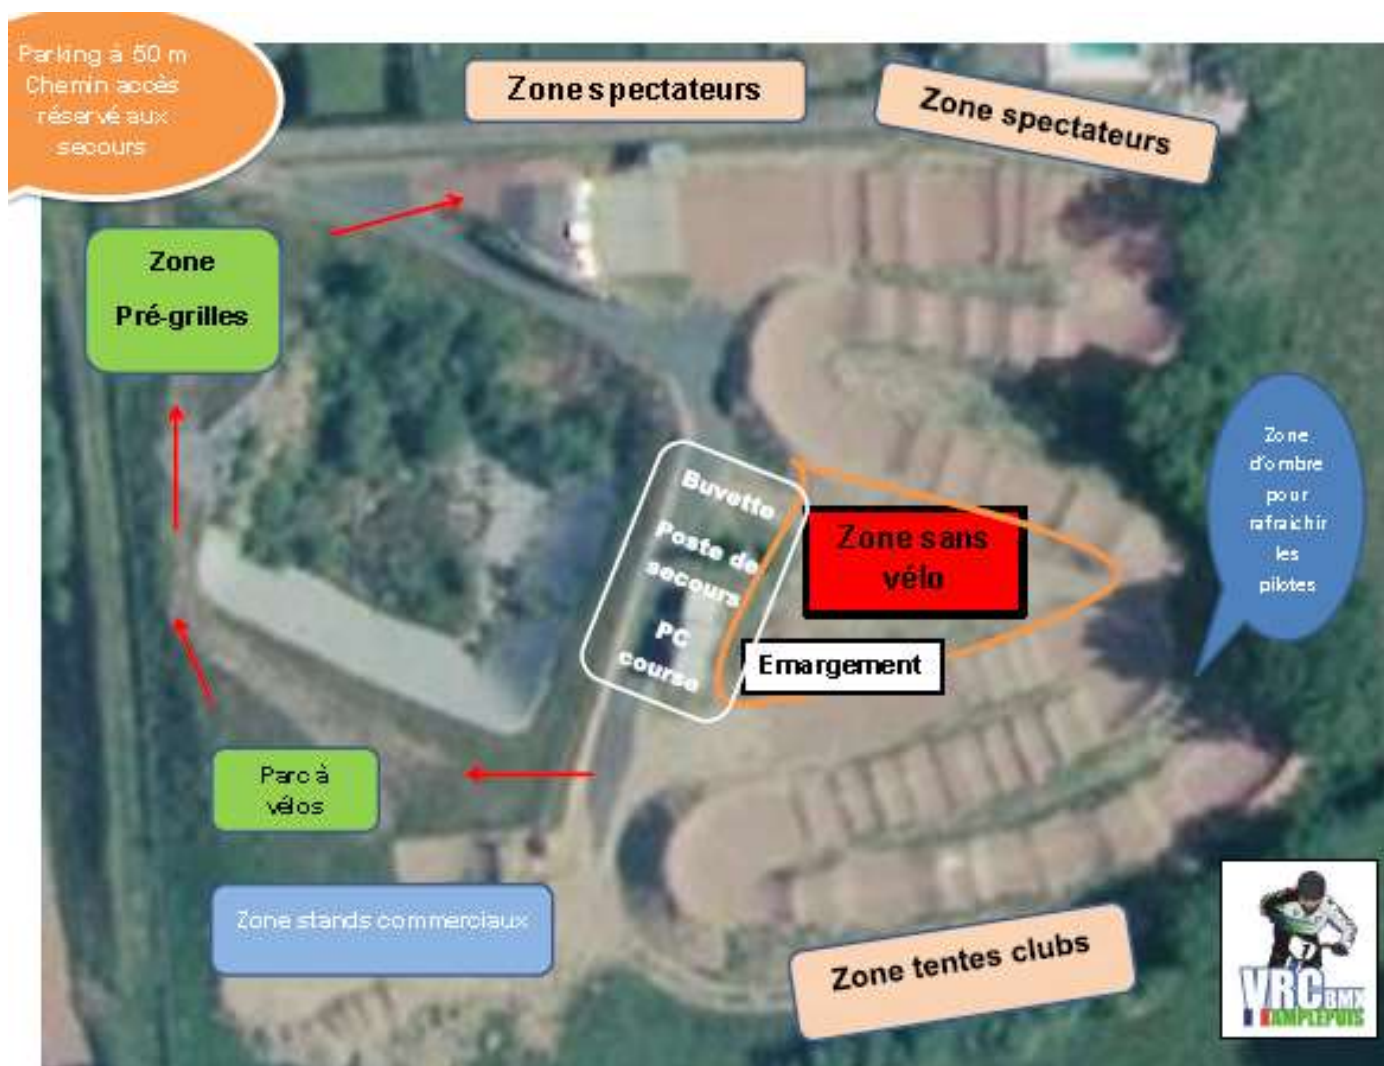 Parking à 50 m
Chemin accès
réservé aux
secours
Zone spectateurs
Zone spectateurs
Zone
Pré-grilles
Zone
d'ombre
pour
rafraichir
les
pilotes
Buvette
Poste de
secours
PC
course
Zone sans
vélo
Emargement
Parc à
vélos
Zone stands commerciaux
Zone tentes clubs
7
VRC BMX
AMPLEPUIS